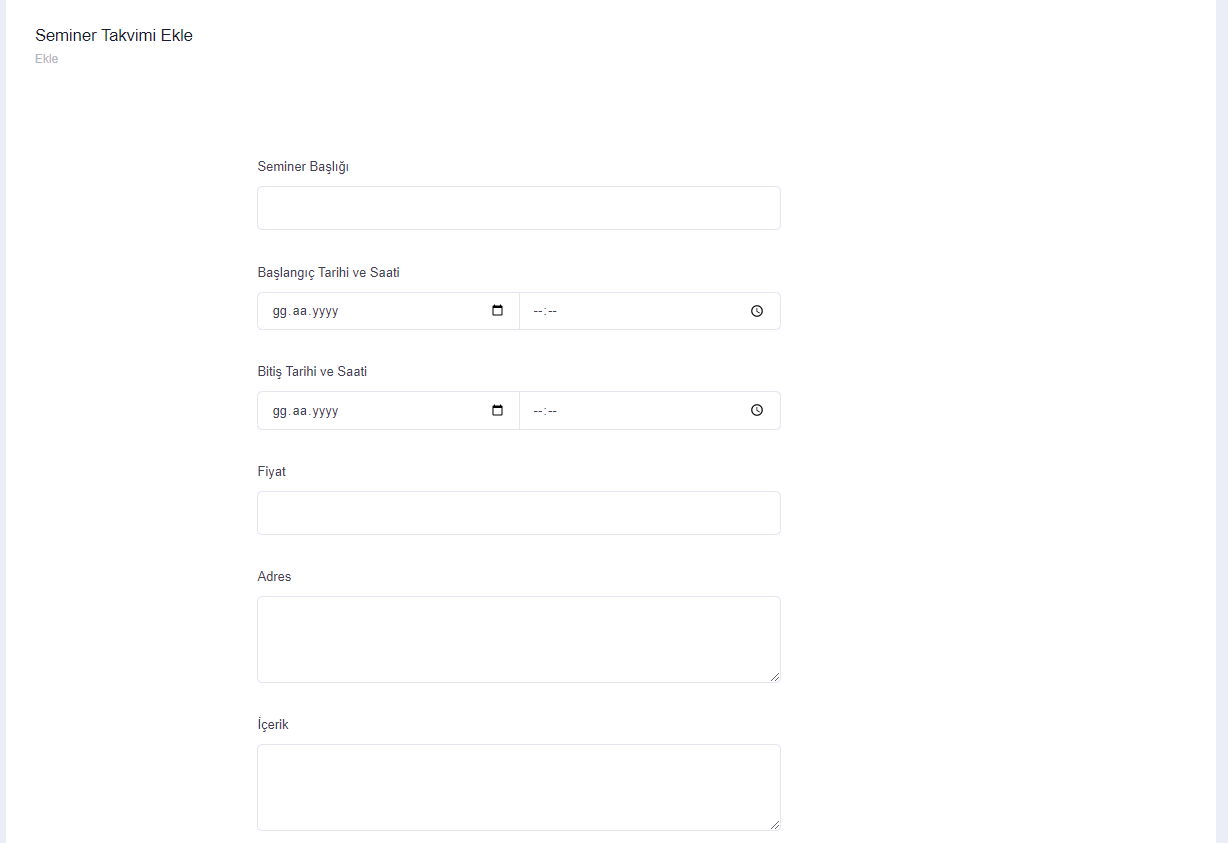 Seminer Takvimi Ekle
Ekle
Seminer Başlığı
Başlangıç Tarihi ve Saati
gg.aa.yyyy --:--
Bitiş Tarihi ve Saati
gg.aa.yyyy --:--
Fiyat
Adres
İçerik